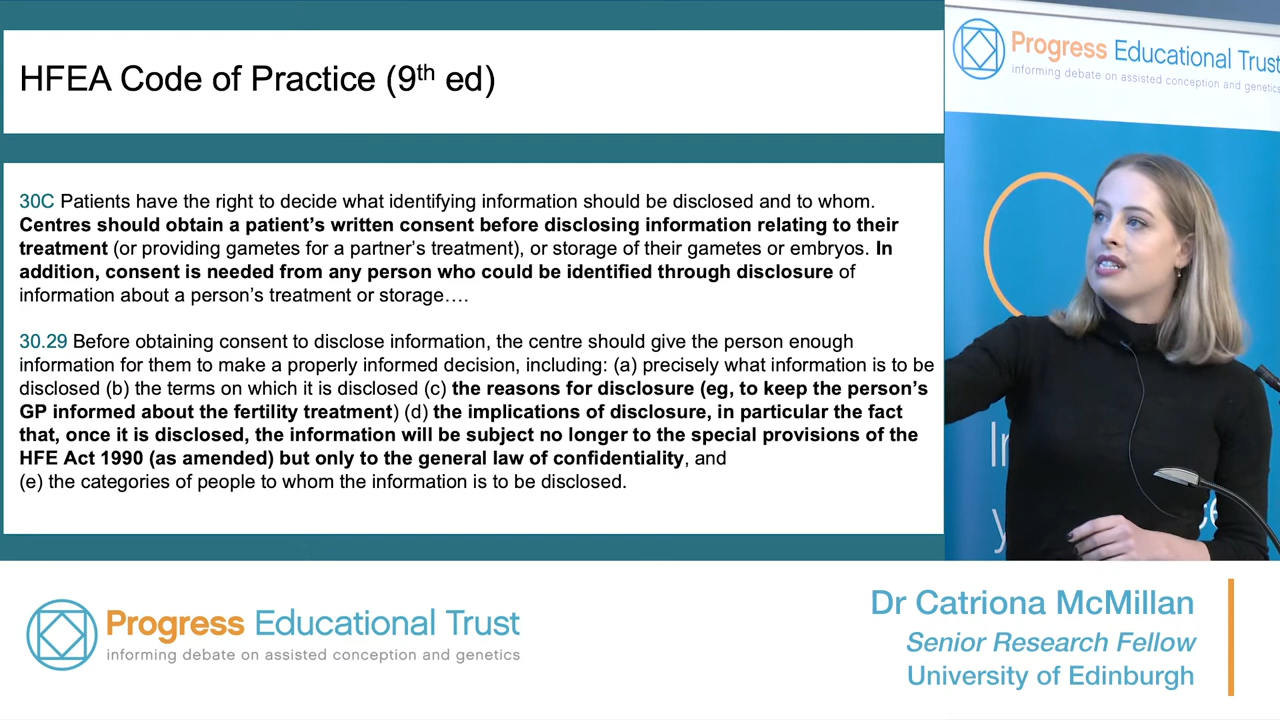 HFEA Code of Practice (9th ed)
30C Patients have the right to decide what identifying information should be disclosed and to whom.
Centres should obtain a patient's written consent before disclosing information relating to their
treatment (or providing gametes for a partner's treatment), or storage of their gametes or embryos. In
addition, consent is needed from any person who could be identified through disclosure of
information about a person's treatment or storage….
30.29 Before obtaining consent to disclose information, the centre should give the person enough
information for them to make a properly informed decision, including: (a) precisely what information is to be
disclosed (b) the terms on which it is disclosed (c) the reasons for disclosure (eg, to keep the person's
GP informed about the fertility treatment) (d) the implications of disclosure, in particular the fact
that, once it is disclosed, the information will be subject no longer to the special provisions of the
HFE Act 1990 (as amended) but only to the general law of confidentiality, and
(e) the categories of people to whom the information is to be disclosed.
Progress Educational Trust
informing debate on assisted conception and genetics
Progress Educational Trust
informing debate on assisted conception and genetics
Dr Catriona McMillan
Senior Research Fellow
University of Edinburgh